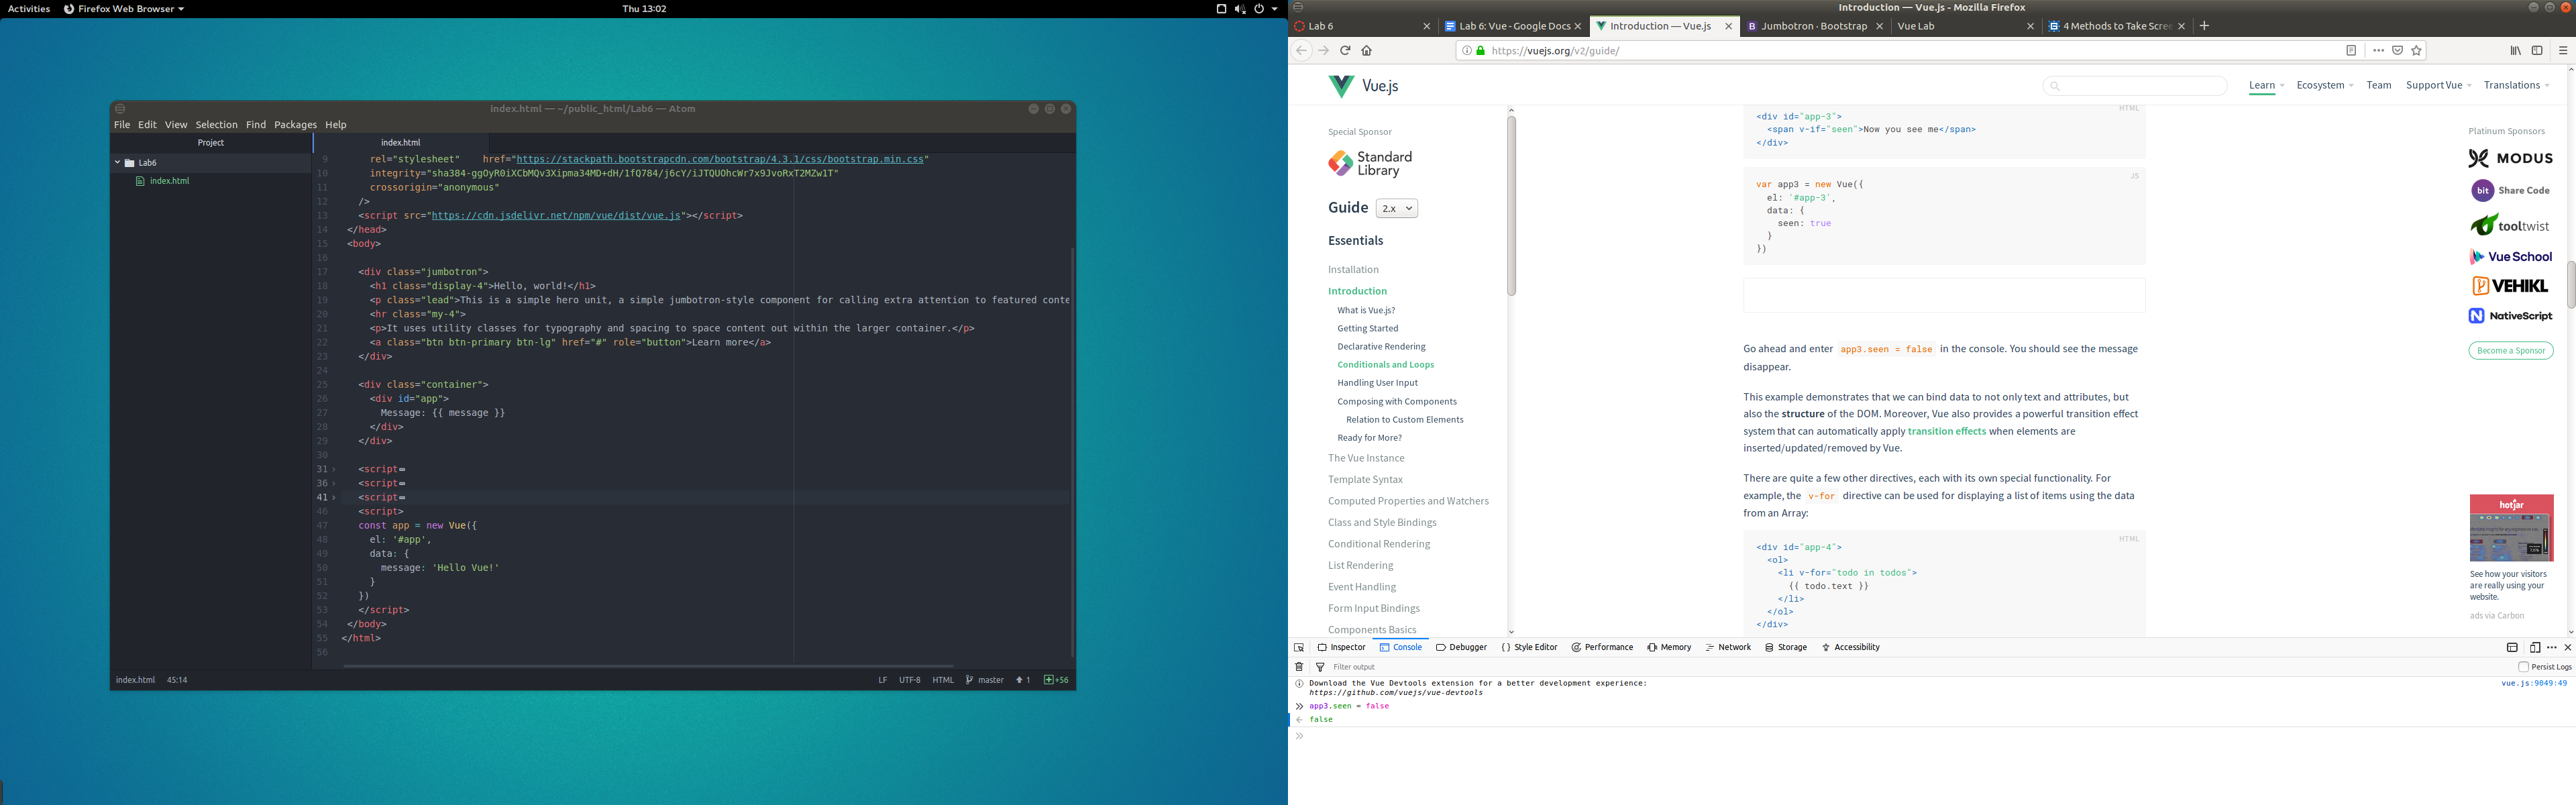 Activities Firefox Web Browser Thu 13:02
index.html — ~/public_html/Lab6 — Atom
File Edit View Selection Find Packages Help
Project
Lab6
index.html
index.html
9 rel="stylesheet" href="https://stackpath.bootstrapcdn.com/bootstrap/4.3.1/css/bootstrap.min.css"
10 integrity="sha384-ggOyR0iXCbMQv3Xipma34MD+dH/1fQ784/j6cY/iJTQUOhcWr7x9JvoRxT2MZw1T"
11 crossorigin="anonymous"
12 />
13 <script src="https://cdn.jsdelivr.net/npm/vue/dist/vue.js"></script>
14 </head>
15 <body>
16
17 <div class="jumbotron">
18 <h1 class="display-4">Hello, world!</h1>
19 <p class="lead">This is a simple hero unit, a simple jumbotron-style component for calling extra attention to featured conte
20 <hr class="my-4">
21 <p>It uses utility classes for typography and spacing to space content out within the larger container.</p>
22 <a class="btn btn-primary btn-lg" href="#" role="button">Learn more</a>
23 </div>
24
25 <div class="container">
26 <div id="app">
27 Message: {{ message }}
28 </div>
29 </div>
30
31 <script
36 <script
41 <script
46 <script>
47 const app = new Vue({
48 el: '#app',
49 data: {
50 message: 'Hello Vue!'
51 }
52 })
53 </script>
54 </body>
55 </html>
56
index.html 45:14 LF UTF-8 HTML master 1 +56
Introduction — Vue.js - Mozilla Firefox
Lab 6
Lab 6: Vue - Google Docs
Introduction — Vue.js
Jumbotron · Bootstrap
Vue Lab
4 Methods to Take Scree
https://vuejs.org/v2/guide/
Vue.js
Learn Ecosystem Team Support Vue Translations
Special Sponsor
Standard
Library
Guide 2.x
Essentials
Installation
Introduction
What is Vue.js?
Getting Started
Declarative Rendering
Conditionals and Loops
Handling User Input
Composing with Components
Relation to Custom Elements
Ready for More?
The Vue Instance
Template Syntax
Computed Properties and Watchers
Class and Style Bindings
Conditional Rendering
List Rendering
Event Handling
Form Input Bindings
Components Basics
HTML
<div id="app-3">
<span v-if="seen">Now you see me</span>
</div>
JS
var app3 = new Vue({
el: '#app-3',
data: {
seen: true
}
})
Go ahead and enter app3.seen = false in the console. You should see the message
disappear.
This example demonstrates that we can bind data to not only text and attributes, but
also the structure of the DOM. Moreover, Vue also provides a powerful transition effect
system that can automatically apply transition effects when elements are
inserted/updated/removed by Vue.
There are quite a few other directives, each with its own special functionality. For
example, the v-for directive can be used for displaying a list of items using the data
from an Array:
HTML
<div id="app-4">
<ol>
<li v-for="todo in todos">
{{ todo.text }}
</li>
</ol>
</div>
Platinum Sponsors
MODUS
bit Share Code
tooltwist
Vue School
VEHIKL
NativeScript
Become a Sponsor
hotjar
See how your visitors
are really using your
website.
ads via Carbon
Inspector Console Debugger Style Editor Performance Memory Network Storage Accessibility
Filter output
Persist Logs
Download the Vue Devtools extension for a better development experience: vue.js:9049:49
https://github.com/vuejs/vue-devtools
app3.seen = false
false